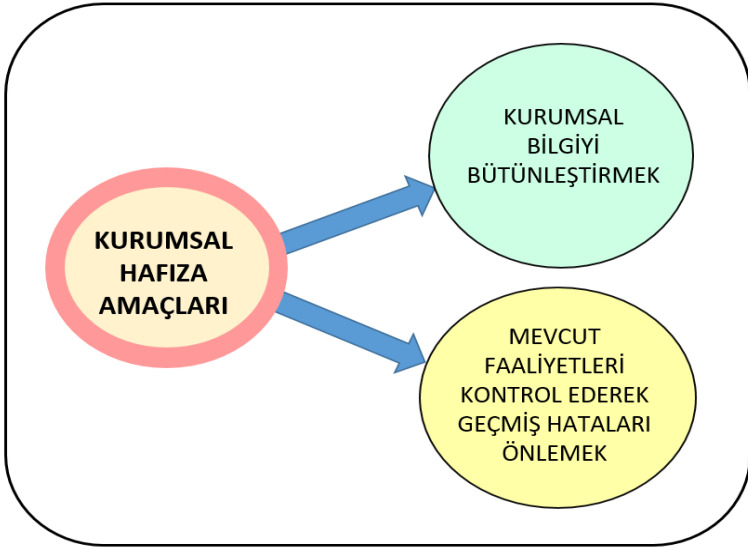 KURUMSAL
HAFIZA
AMAÇLARI
KURUMSAL
BİLGİYİ
BÜTÜNLEŞTİRMEK
MEVCUT
FAALİYETLERİ
KONTROL EDEREK
GEÇMİŞ HATALARI
ÖNLEMEK